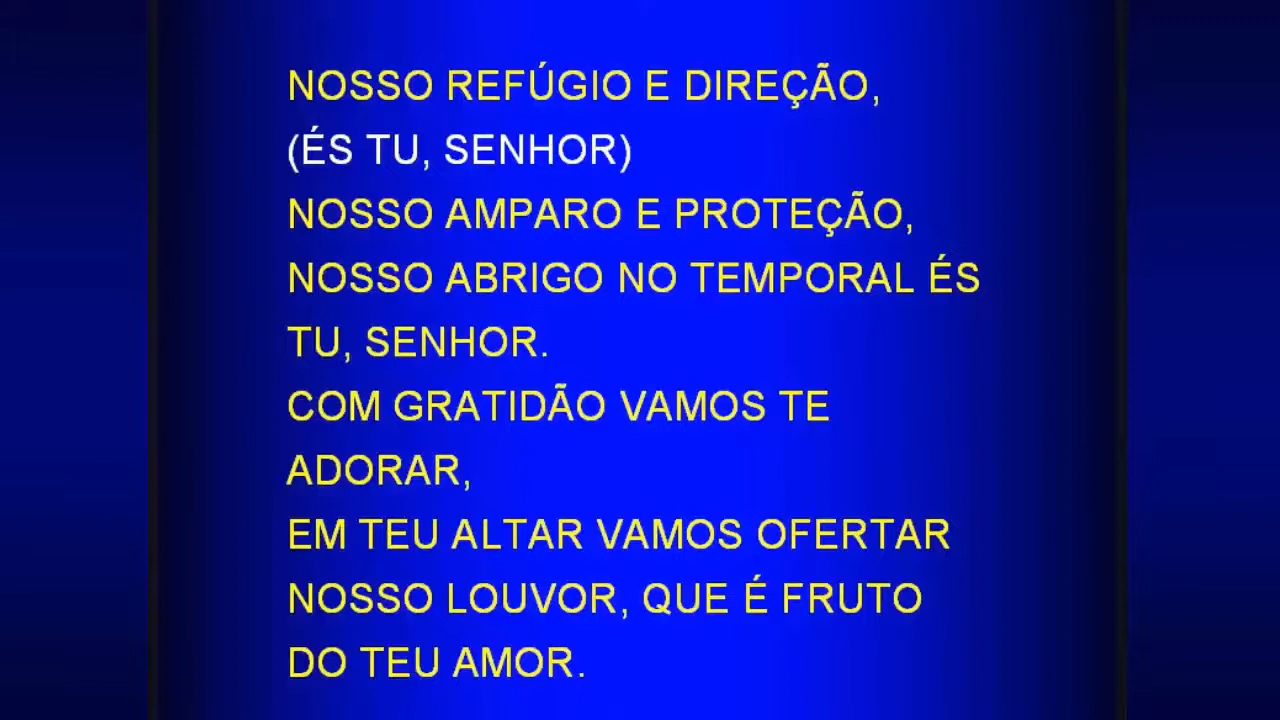 NOSSO REFÚGIO E DIREÇÃO,
(ÉS TU, SENHOR)
NOSSO AMPARO E PROTEÇÃO,
NOSSO ABRIGO NO TEMPORAL ÉS
TU, SENHOR.
COM GRATIDÃO VAMOS TE
ADORAR,
EM TEU ALTAR VAMOS OFERTAR
NOSSO LOUVOR, QUE É FRUTO
DO TEU AMOR.